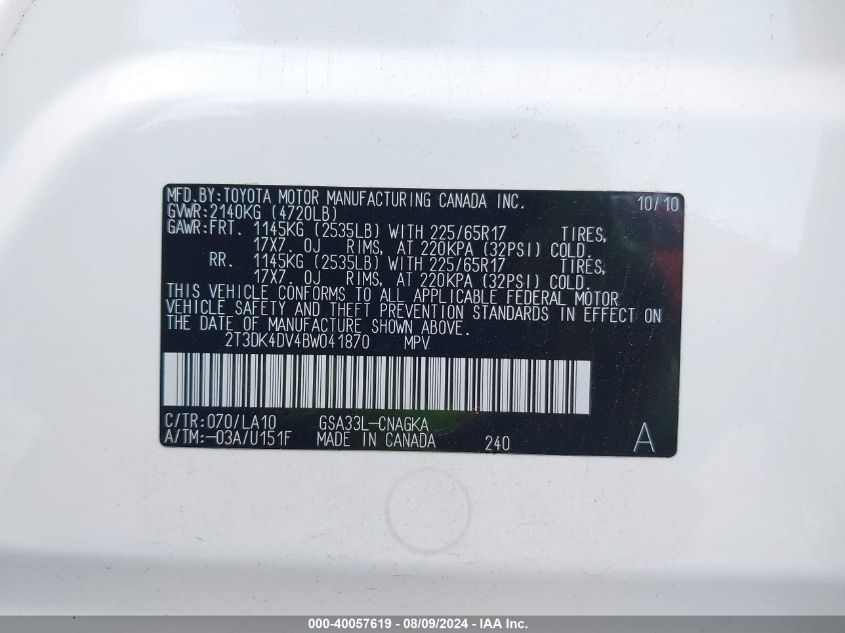 MFD.BY:TOYOTA MOTOR MANUFACTURING CANADA INC. 10/10
GVWR:2140KG (4720LB)
GAWR:FRT. 1145KG (2535LB) WITH 225/65R17 TIRES,
17X7.0J RIMS, AT 220KPA (32PSI) COLD.
RR. 1145KG (2535LB) WITH 225/65R17 TIRES,
17X7.0J RIMS, AT 220KPA (32PSI) COLD.
THIS VEHICLE CONFORMS TO ALL APPLICABLE FEDERAL MOTOR
VEHICLE SAFETY AND THEFT PREVENTION STANDARDS IN EFFECT ON
THE DATE OF MANUFACTURE SHOWN ABOVE.
2T3DK4DV4BW041870 MPV
C/TR:070/LA10 GSA33L-CNAGKA
A/TM:-03A/U151F MADE IN CANADA 240 A
000-40057619 - 08/09/2024 - IAA Inc.